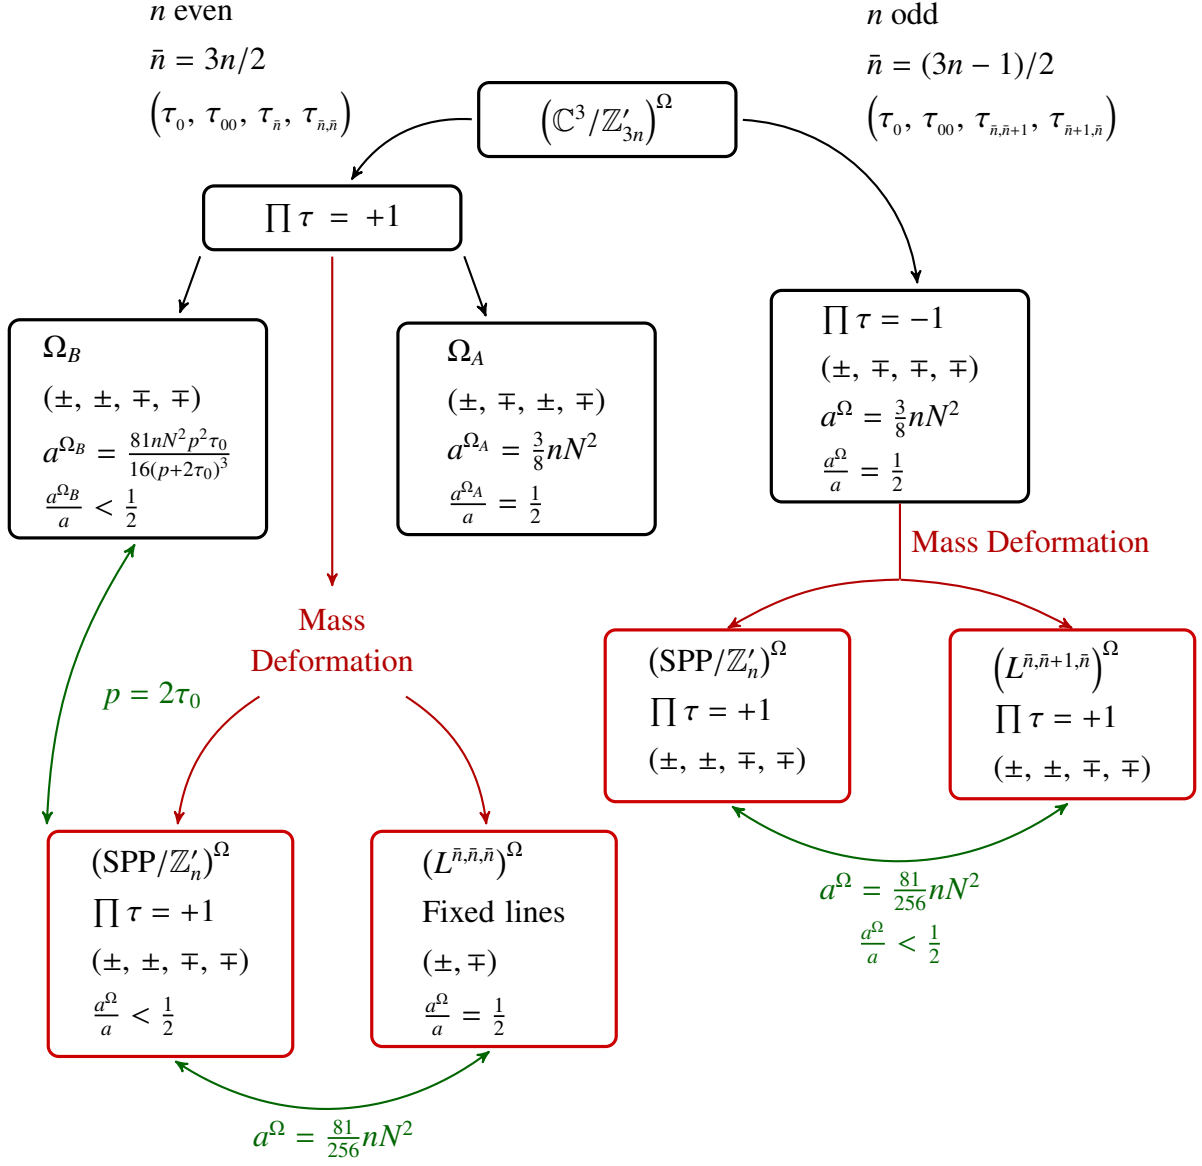 n even
n̄ = 3n/2
(τ₀, τ₀₀, τ_n̄, τ_n̄,n̄)
n odd
n̄ = (3n − 1)/2
(τ₀, τ₀₀, τ_n̄,n̄+1, τ_n̄+1,n̄)
(ℂ³/ℤ′₃ₙ)^Ω
∏ τ = +1
Ω_B
(±, ±, ∓, ∓)
a^Ω_B = 81nN²p²τ₀ / 16(p+2τ₀)³
a^Ω_B / a < 1/2
Ω_A
(±, ∓, ±, ∓)
a^Ω_A = 3/8 nN²
a^Ω_A / a = 1/2
∏ τ = −1
(±, ∓, ∓, ∓)
a^Ω = 3/8 nN²
a^Ω / a = 1/2
Mass Deformation
Mass
Deformation
p = 2τ₀
(SPP/ℤ′ₙ)^Ω
∏ τ = +1
(±, ±, ∓, ∓)
(L^n̄,n̄+1,n̄)^Ω
∏ τ = +1
(±, ±, ∓, ∓)
a^Ω = 81/256 nN²
a^Ω / a < 1/2
(SPP/ℤ′ₙ)^Ω
∏ τ = +1
(±, ±, ∓, ∓)
a^Ω / a < 1/2
(L^n̄,n̄,n̄)^Ω
Fixed lines
(±, ∓)
a^Ω / a = 1/2
a^Ω = 81/256 nN²